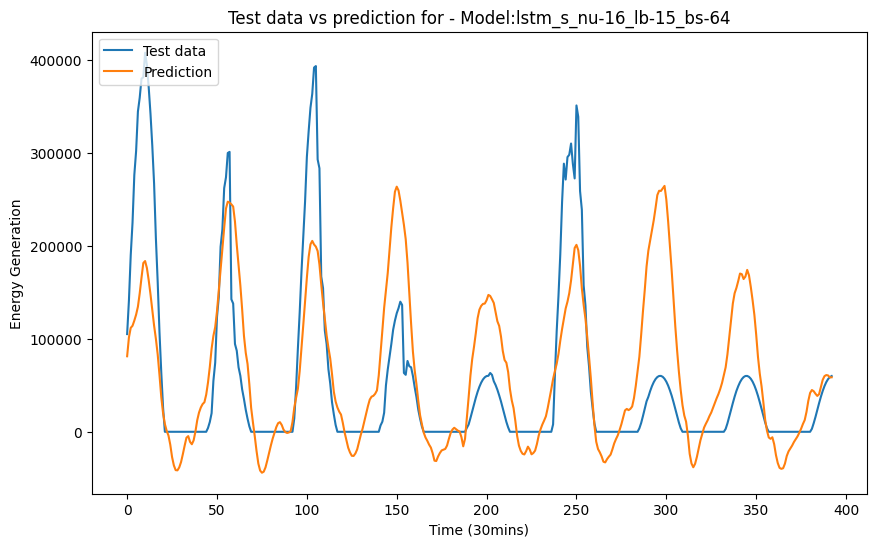 Test data vs prediction for - Model:lstm_s_nu-16_lb-15_bs-64
Test data
Prediction
400000
300000
200000
100000
0
Energy Generation
0 50 100 150 200 250 300 350 400
Time (30mins)